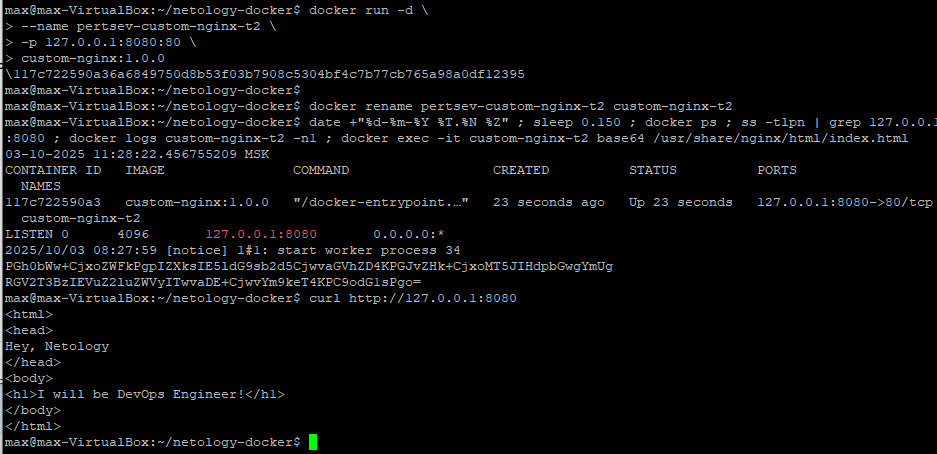 max@max-VirtualBox:~/netology-docker$ docker run -d \
> --name pertsev-custom-nginx-t2 \
> -p 127.0.0.1:8080:80 \
> custom-nginx:1.0.0
\117c722590a36a6849750d8b53f03b7908c5304bf4c7b77cb765a98a0df12395
max@max-VirtualBox:~/netology-docker$
max@max-VirtualBox:~/netology-docker$ docker rename pertsev-custom-nginx-t2 custom-nginx-t2
max@max-VirtualBox:~/netology-docker$ date +"%d-%m-%Y %T.%N %Z" ; sleep 0.150 ; docker ps ; ss -tlpn | grep 127.0.0.1
:8080 ; docker logs custom-nginx-t2 -n1 ; docker exec -it custom-nginx-t2 base64 /usr/share/nginx/html/index.html
03-10-2025 11:28:22.456755209 MSK
CONTAINER ID   IMAGE                COMMAND                  CREATED          STATUS          PORTS
  NAMES
117c722590a3   custom-nginx:1.0.0   "/docker-entrypoint.…"   23 seconds ago   Up 23 seconds   127.0.0.1:8080->80/tcp
  custom-nginx-t2
LISTEN 0      4096       127.0.0.1:8080       0.0.0.0:*
2025/10/03 08:27:59 [notice] 1#1: start worker process 34
PGh0bWw+CjxoZWFkPgpIZXksIE5ldG9sb2d5CjwvaGVhZD4KPGJvZHk+CjxoMT5JIHdpbGwgYmUg
RGV2T3BzIEVuZ2luZWVyITwvaDE+CjwvYm9keT4KPC9odG1sPgo=
max@max-VirtualBox:~/netology-docker$ curl http://127.0.0.1:8080
<html>
<head>
Hey, Netology
</head>
<body>
<h1>I will be DevOps Engineer!</h1>
</body>
</html>
max@max-VirtualBox:~/netology-docker$